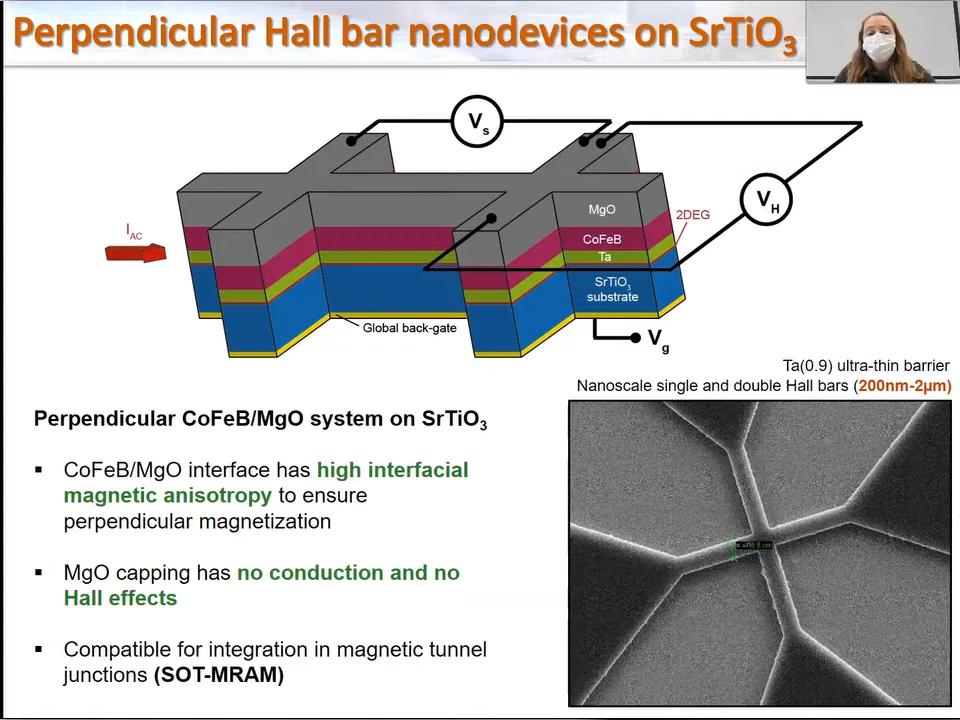 Perpendicular Hall bar nanodevices on SrTiO3
Vs
VH
IAC
MgO
2DEG
CoFeB
Ta
SrTiO3
substrate
Global back-gate
Vg
Ta(0.9) ultra-thin barrier
Nanoscale single and double Hall bars (200nm-2µm)
Perpendicular CoFeB/MgO system on SrTiO3
▪ CoFeB/MgO interface has high interfacial
magnetic anisotropy to ensure
perpendicular magnetization
▪ MgO capping has no conduction and no
Hall effects
▪ Compatible for integration in magnetic tunnel
junctions (SOT-MRAM)